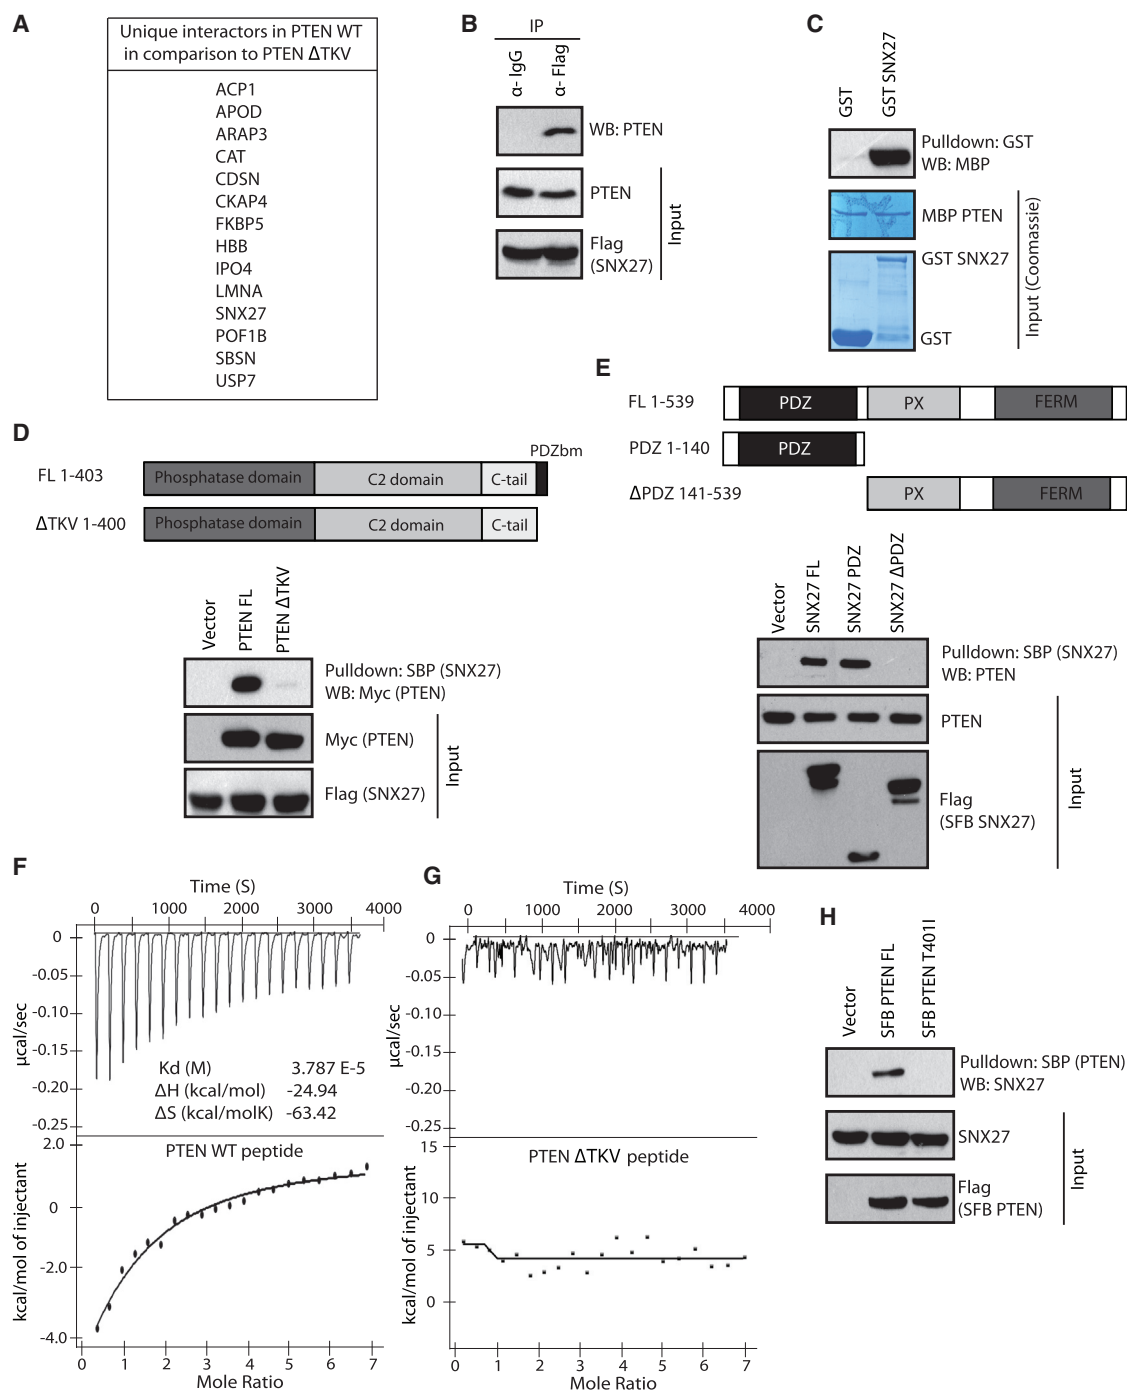 A
Unique interactors in PTEN WT
in comparison to PTEN ΔTKV
ACP1
APOD
ARAP3
CAT
CDSN
CKAP4
FKBP5
HBB
IPO4
LMNA
SNX27
POF1B
SBSN
USP7
B
IP
α- IgG
α- Flag
WB: PTEN
PTEN
Flag
(SNX27)
Input
C
GST
GST SNX27
Pulldown: GST
WB: MBP
MBP PTEN
GST SNX27
GST
Input (Coomassie)
D
PDZbm
FL 1-403
Phosphatase domain
C2 domain
C-tail
ΔTKV 1-400
Phosphatase domain
C2 domain
C-tail
Vector
PTEN FL
PTEN ΔTKV
Pulldown: SBP (SNX27)
WB: Myc (PTEN)
Myc (PTEN)
Flag (SNX27)
Input
E
FL 1-539
PDZ
PX
FERM
PDZ 1-140
PDZ
ΔPDZ 141-539
PX
FERM
Vector
SNX27 FL
SNX27 PDZ
SNX27 ΔPDZ
Pulldown: SBP (SNX27)
WB: PTEN
PTEN
Flag
(SFB SNX27)
Input
F
Time (S)
0 1000 2000 3000 4000
0
-0.05
-0.10
-0.15
-0.20
-0.25
µcal/sec
Kd (M) 3.787 E-5
ΔH (kcal/mol) -24.94
ΔS (kcal/molK) -63.42
PTEN WT peptide
2.0
0
-2.0
-4.0
kcal/mol of injectant
0 1 2 3 4 5 6 7
Mole Ratio
G
Time (S)
0 1000 2000 3000 4000
0
-0.05
-0.10
-0.15
-0.20
-0.25
µcal/sec
PTEN ΔTKV peptide
15
10
5
0
kcal/mol of injectant
0 1 2 3 4 5 6 7
Mole Ratio
H
Vector
SFB PTEN FL
SFB PTEN T401I
Pulldown: SBP (PTEN)
WB: SNX27
SNX27
Flag
(SFB PTEN)
Input